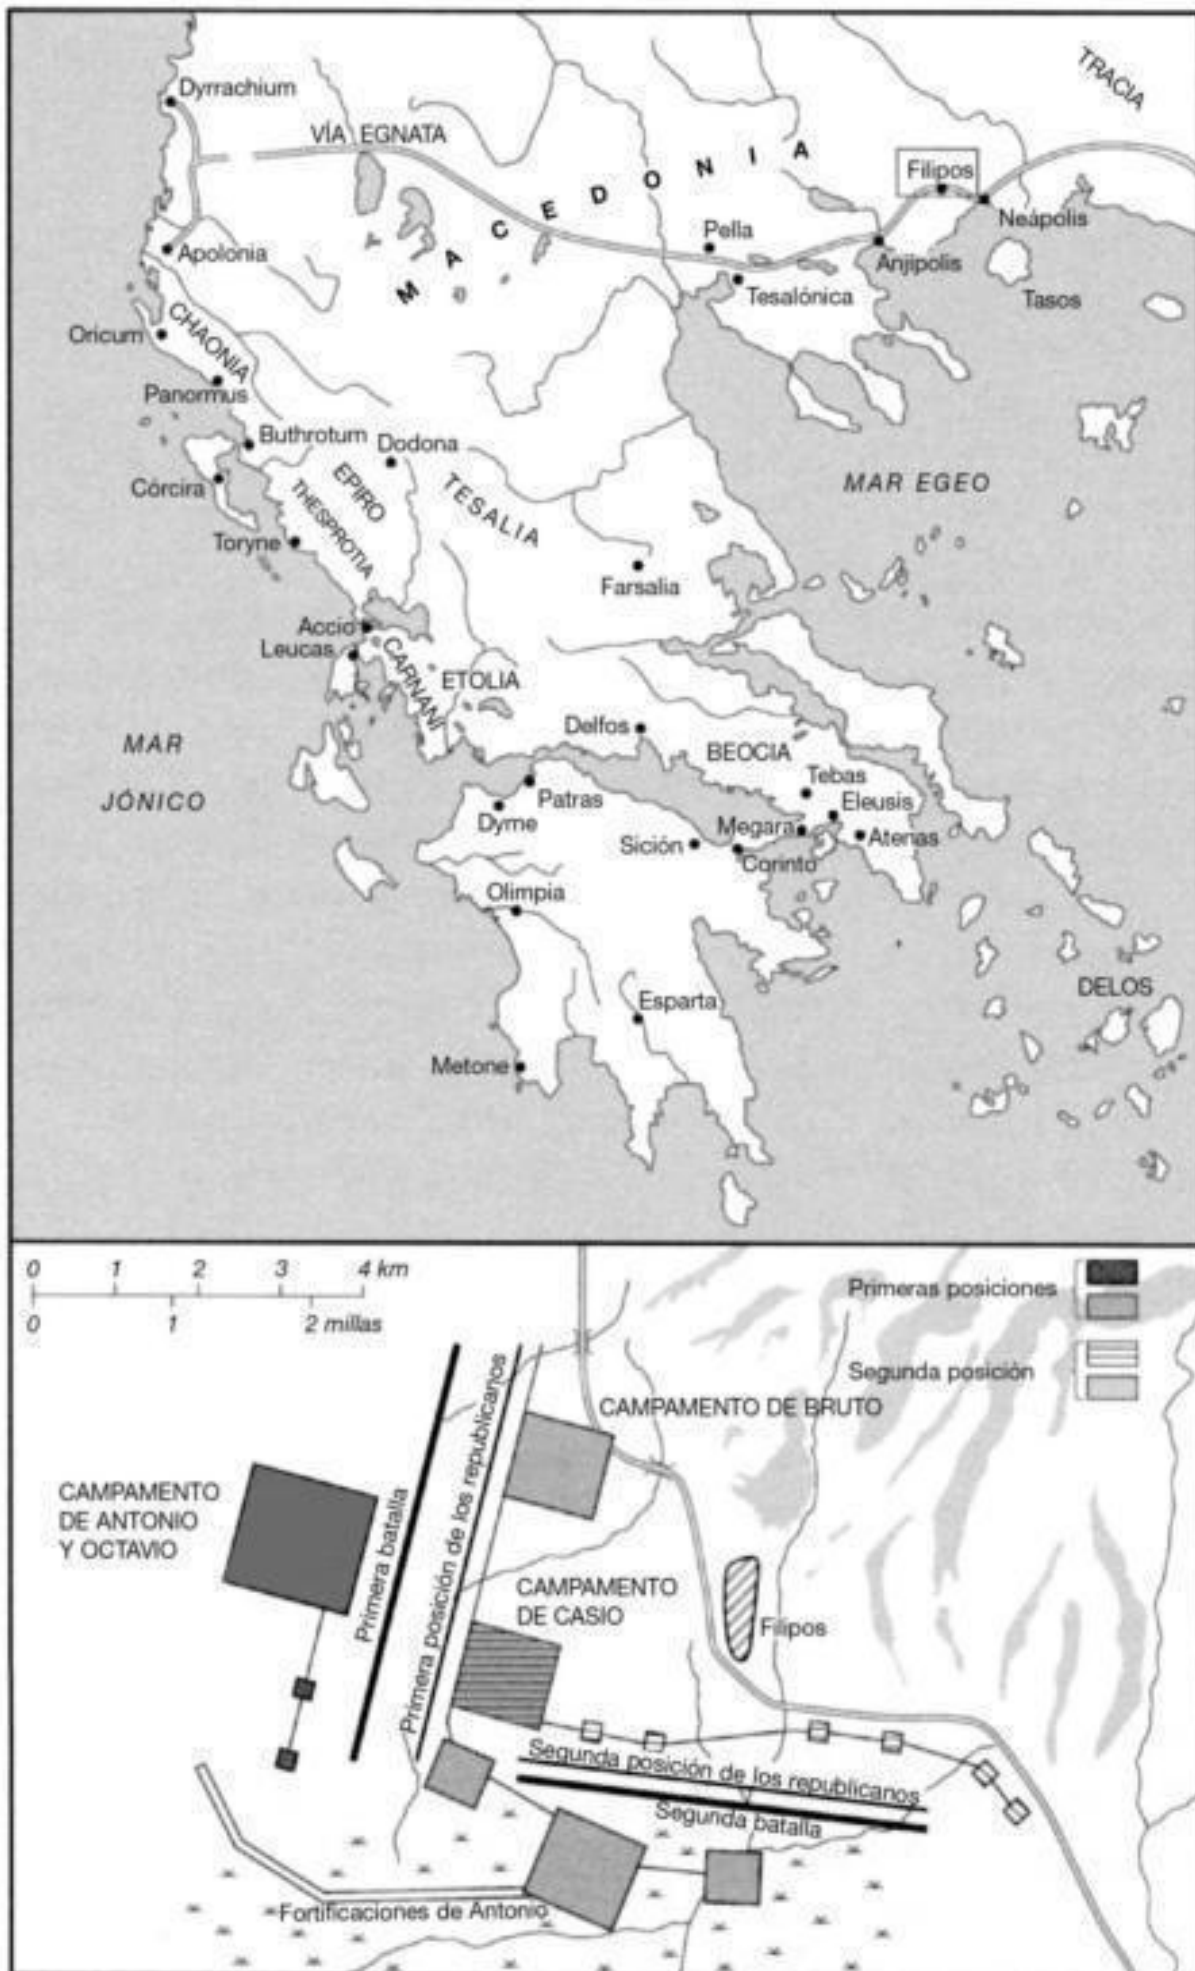 TRACIA
Dyrrachium
VÍA EGNATA
MACEDONIA
Filipos
Neápolis
Pella
Anjipolis
Apolonia
Tesalónica
Tasos
CHAONIA
Oricum
Panormus
Buthrotum
Dodona
Córcira
EPIRO
TESALIA
MAR EGEO
THESPROTIA
Toryne
Farsalia
Accio
Leucas
CARNANI
ETOLIA
Delfos
BEOCIA
MAR
JÓNICO
Tebas
Patras
Eleusis
Dyme
Megara
Atenas
Sición
Corinto
Olimpia
DELOS
Esparta
Metone
0 1 2 3 4 km
0 1 2 millas
Primeras posiciones
Segunda posición
CAMPAMENTO DE BRUTO
CAMPAMENTO
DE ANTONIO
Y OCTAVIO
Primera batalla
Primera posición de los republicanos
CAMPAMENTO
DE CASIO
Filipos
Segunda posición de los republicanos
Segunda batalla
Fortificaciones de Antonio